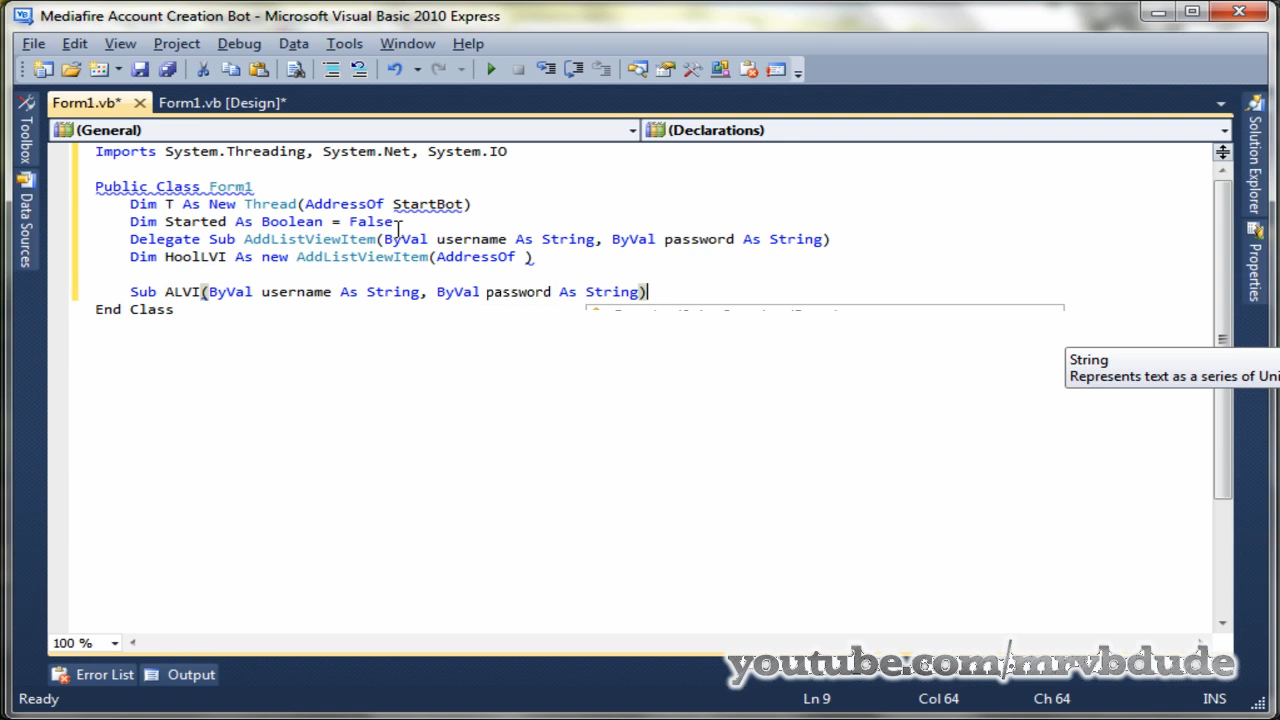 Mediafire Account Creation Bot - Microsoft Visual Basic 2010 Express
File Edit View Project Debug Data Tools Window Help
Form1.vb* Form1.vb [Design]*
(General) (Declarations)
Toolbox
Data Sources
Solution Explorer
Properties
Imports System.Threading, System.Net, System.IO
Public Class Form1
Dim T As New Thread(AddressOf StartBot)
Dim Started As Boolean = False
Delegate Sub AddListViewItem(ByVal username As String, ByVal password As String)
Dim HoolLVI As new AddListViewItem(AddressOf )
Sub ALVI(ByVal username As String, ByVal password As String)
End Class
String
Represents text as a series of Uni
100 %
youtube.com/mrvbdude
Error List Output
Ready Ln 9 Col 64 Ch 64 INS